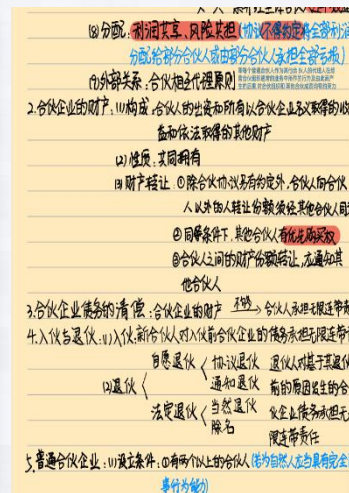 (8)分配:利润共享、风险共担(协议不得约定将全部利润
分配给部分合伙人或由部分合伙人承担全部亏损)
(9)外部关系:合伙相互代理原则
2.合伙企业的财产:(1)构成:合伙人的出资和所有以合伙企业名义取得的收
益和依法取得的其他财产
(2)性质:共同拥有
(3)财产转让:①除合伙协议另有约定外,合伙人向合伙
人以外的人转让份额须经其他合伙人同
②同等条件下,其他合伙人有优先购买权
③合伙人之间的财产份额转让,应通知其
他合伙人
3.合伙企业债务的清偿:合伙企业的财产 不够→ 合伙人承担无限连带责
4.入伙与退伙:(1)入伙:新合伙人对入伙前合伙企业的债务承担无限连带
(2)退伙
自愿退伙 协议退伙
通知退伙
法定退伙 当然退伙
除名
退伙人对基于其退伙
前的原因发生的合
伙企业债务承担无
限连带责任
5.普通合伙企业:(1)设立条件:①有两个以上的合伙人(若为自然人应当具有完全
事行为能力)